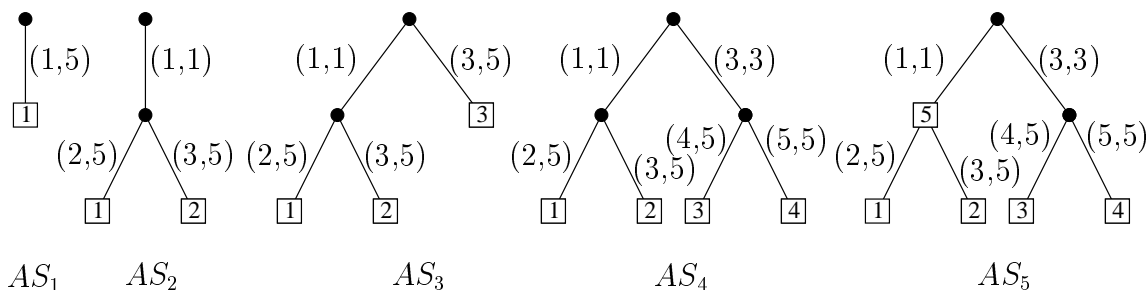 (1,5) (1,1) (1,1) (3,5) (1,1) (3,3) (1,1) (3,3)
1 3 5
(2,5) (3,5) (2,5) (3,5) (2,5) (3,5) (4,5) (5,5) (2,5) (3,5) (4,5) (5,5)
1 2 1 2 1 2 3 4 1 2 3 4
AS1 AS2 AS3 AS4 AS5